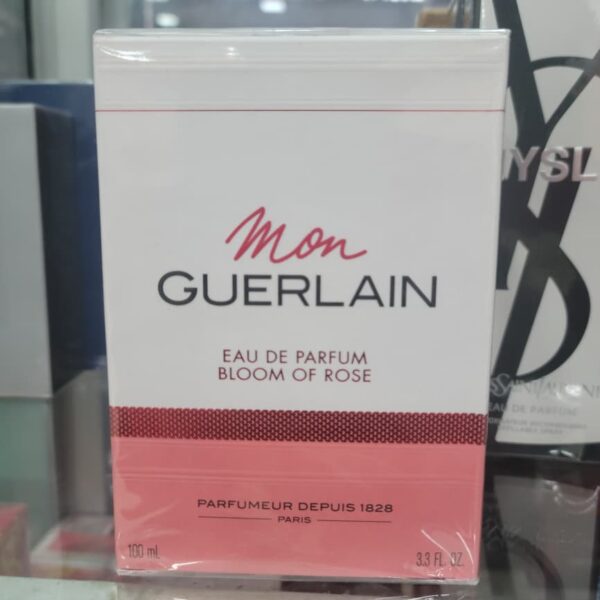 Mon
GUERLAIN
EAU DE PARFUM
BLOOM OF ROSE
PARFUMEUR DEPUIS 1828
PARIS
100 mL
3.3 FL. OZ.
MYSLF
EAU DE PARFUM